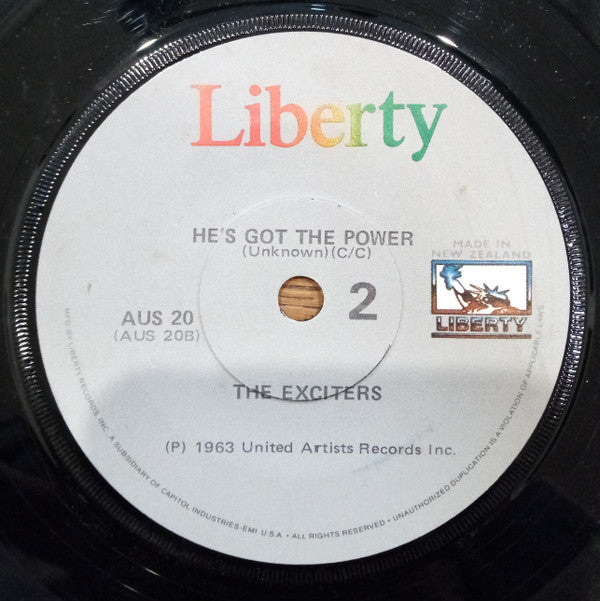 Liberty
HE'S GOT THE POWER
(Unknown)(C/C)
MADE IN
NEW ZEALAND
LIBERTY
2
AUS 20
(AUS 20B)
THE EXCITERS
(P) 1963 United Artists Records Inc.
MFG. BY LIBERTY RECORDS, INC., A SUBSIDIARY OF CAPITOL INDUSTRIES-EMI U.S.A • ALL RIGHTS RESERVED • UNAUTHORIZED DUPLICATION IS A VIOLATION OF APPLICABLE LAWS